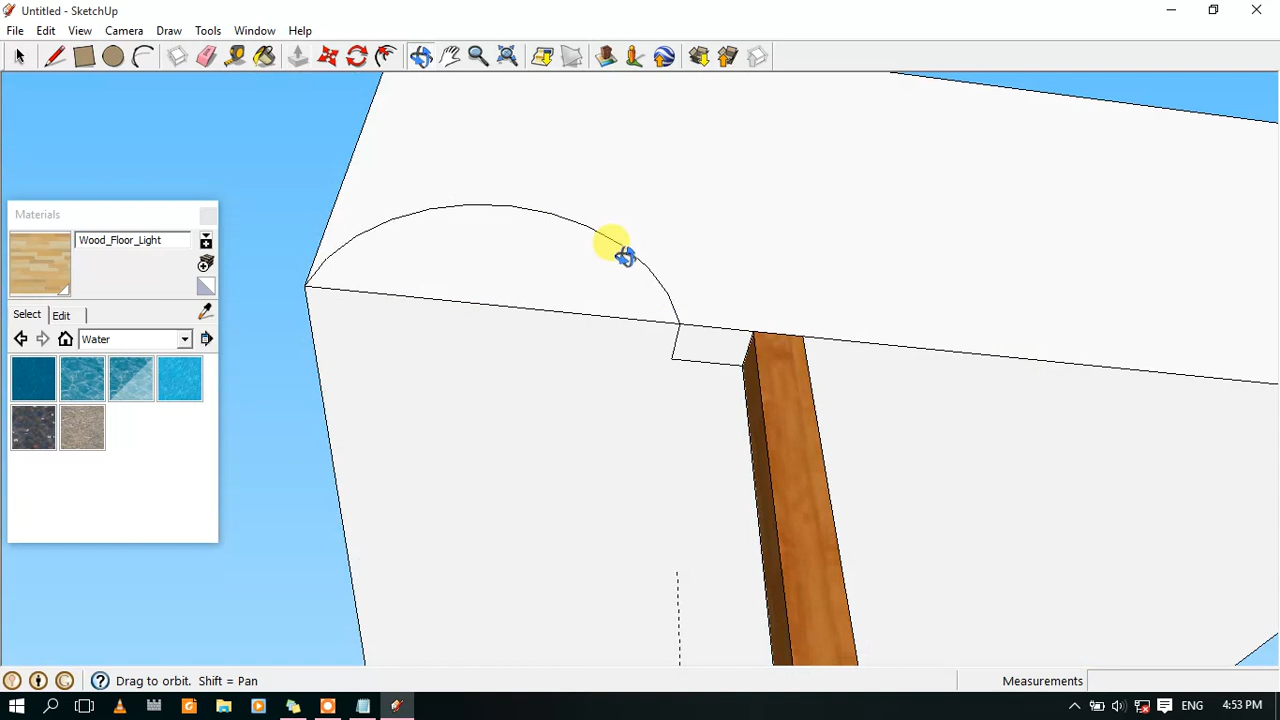 Untitled - SketchUp
File Edit View Camera Draw Tools Window Help
Materials
Wood_Floor_Light
Select Edit
Water
Drag to orbit. Shift = Pan
Measurements
ENG 4:53 PM